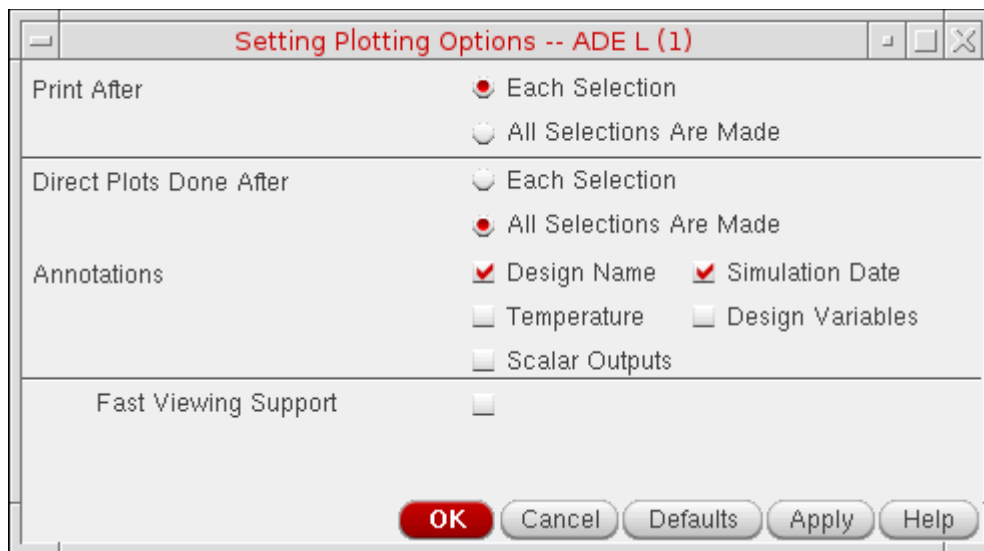 Setting Plotting Options -- ADE L (1)
Print After
Each Selection
All Selections Are Made
Direct Plots Done After
Each Selection
All Selections Are Made
Annotations
Design Name
Simulation Date
Temperature
Design Variables
Scalar Outputs
Fast Viewing Support
OK
Cancel
Defaults
Apply
Help